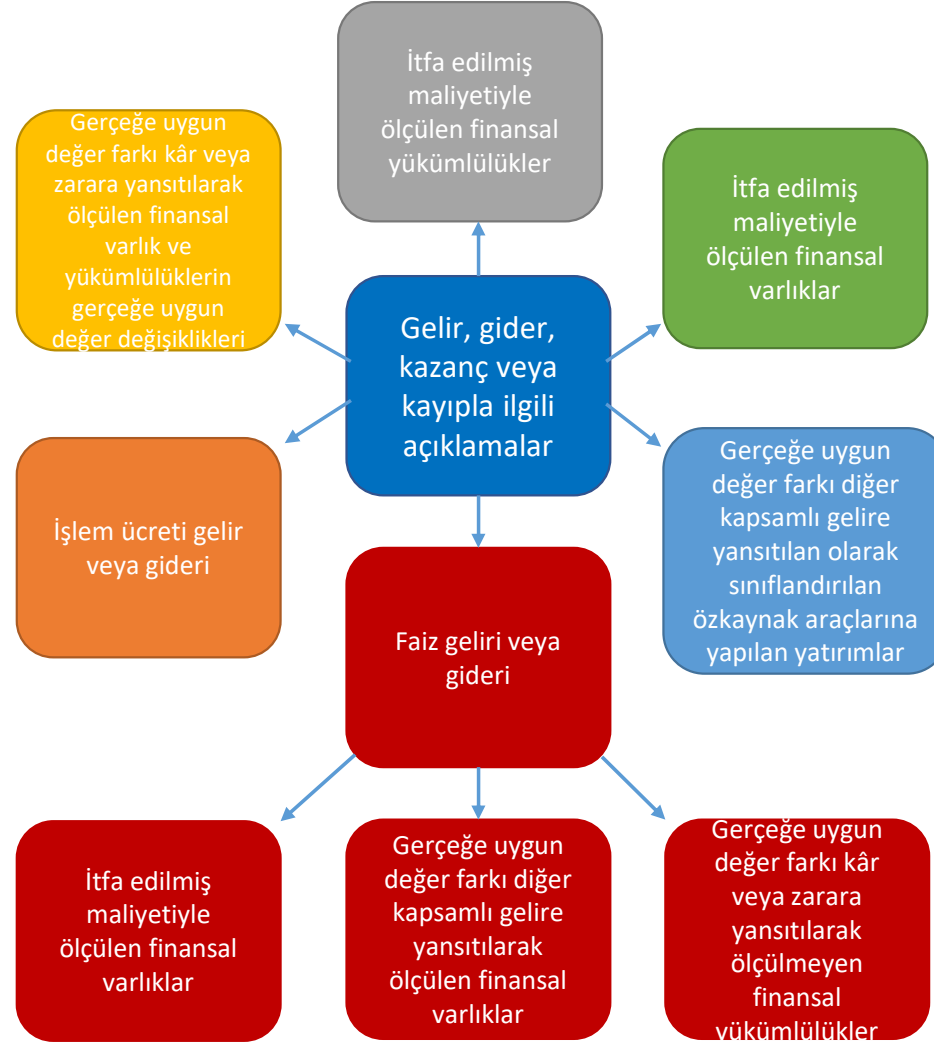 İtfa edilmiş
maliyetiyle
ölçülen finansal
yükümlülükler
Gerçeğe uygun
değer farkı kâr veya
zarara yansıtılarak
ölçülen finansal
varlık ve
yükümlülüklerin
gerçeğe uygun
değer değişiklikleri
İtfa edilmiş
maliyetiyle
ölçülen finansal
varlıklar
Gelir, gider,
kazanç veya
kayıpla ilgili
açıklamalar
İşlem ücreti gelir
veya gideri
Gerçeğe uygun
değer farkı diğer
kapsamlı gelire
yansıtılan olarak
sınıflandırılan
özkaynak araçlarına
yapılan yatırımlar
Faiz geliri veya
gideri
İtfa edilmiş
maliyetiyle
ölçülen finansal
varlıklar
Gerçeğe uygun
değer farkı diğer
kapsamlı gelire
yansıtılarak
ölçülen finansal
varlıklar
Gerçeğe uygun
değer farkı kâr
veya zarara
yansıtılarak
ölçülmeyen
finansal
yükümlülükler